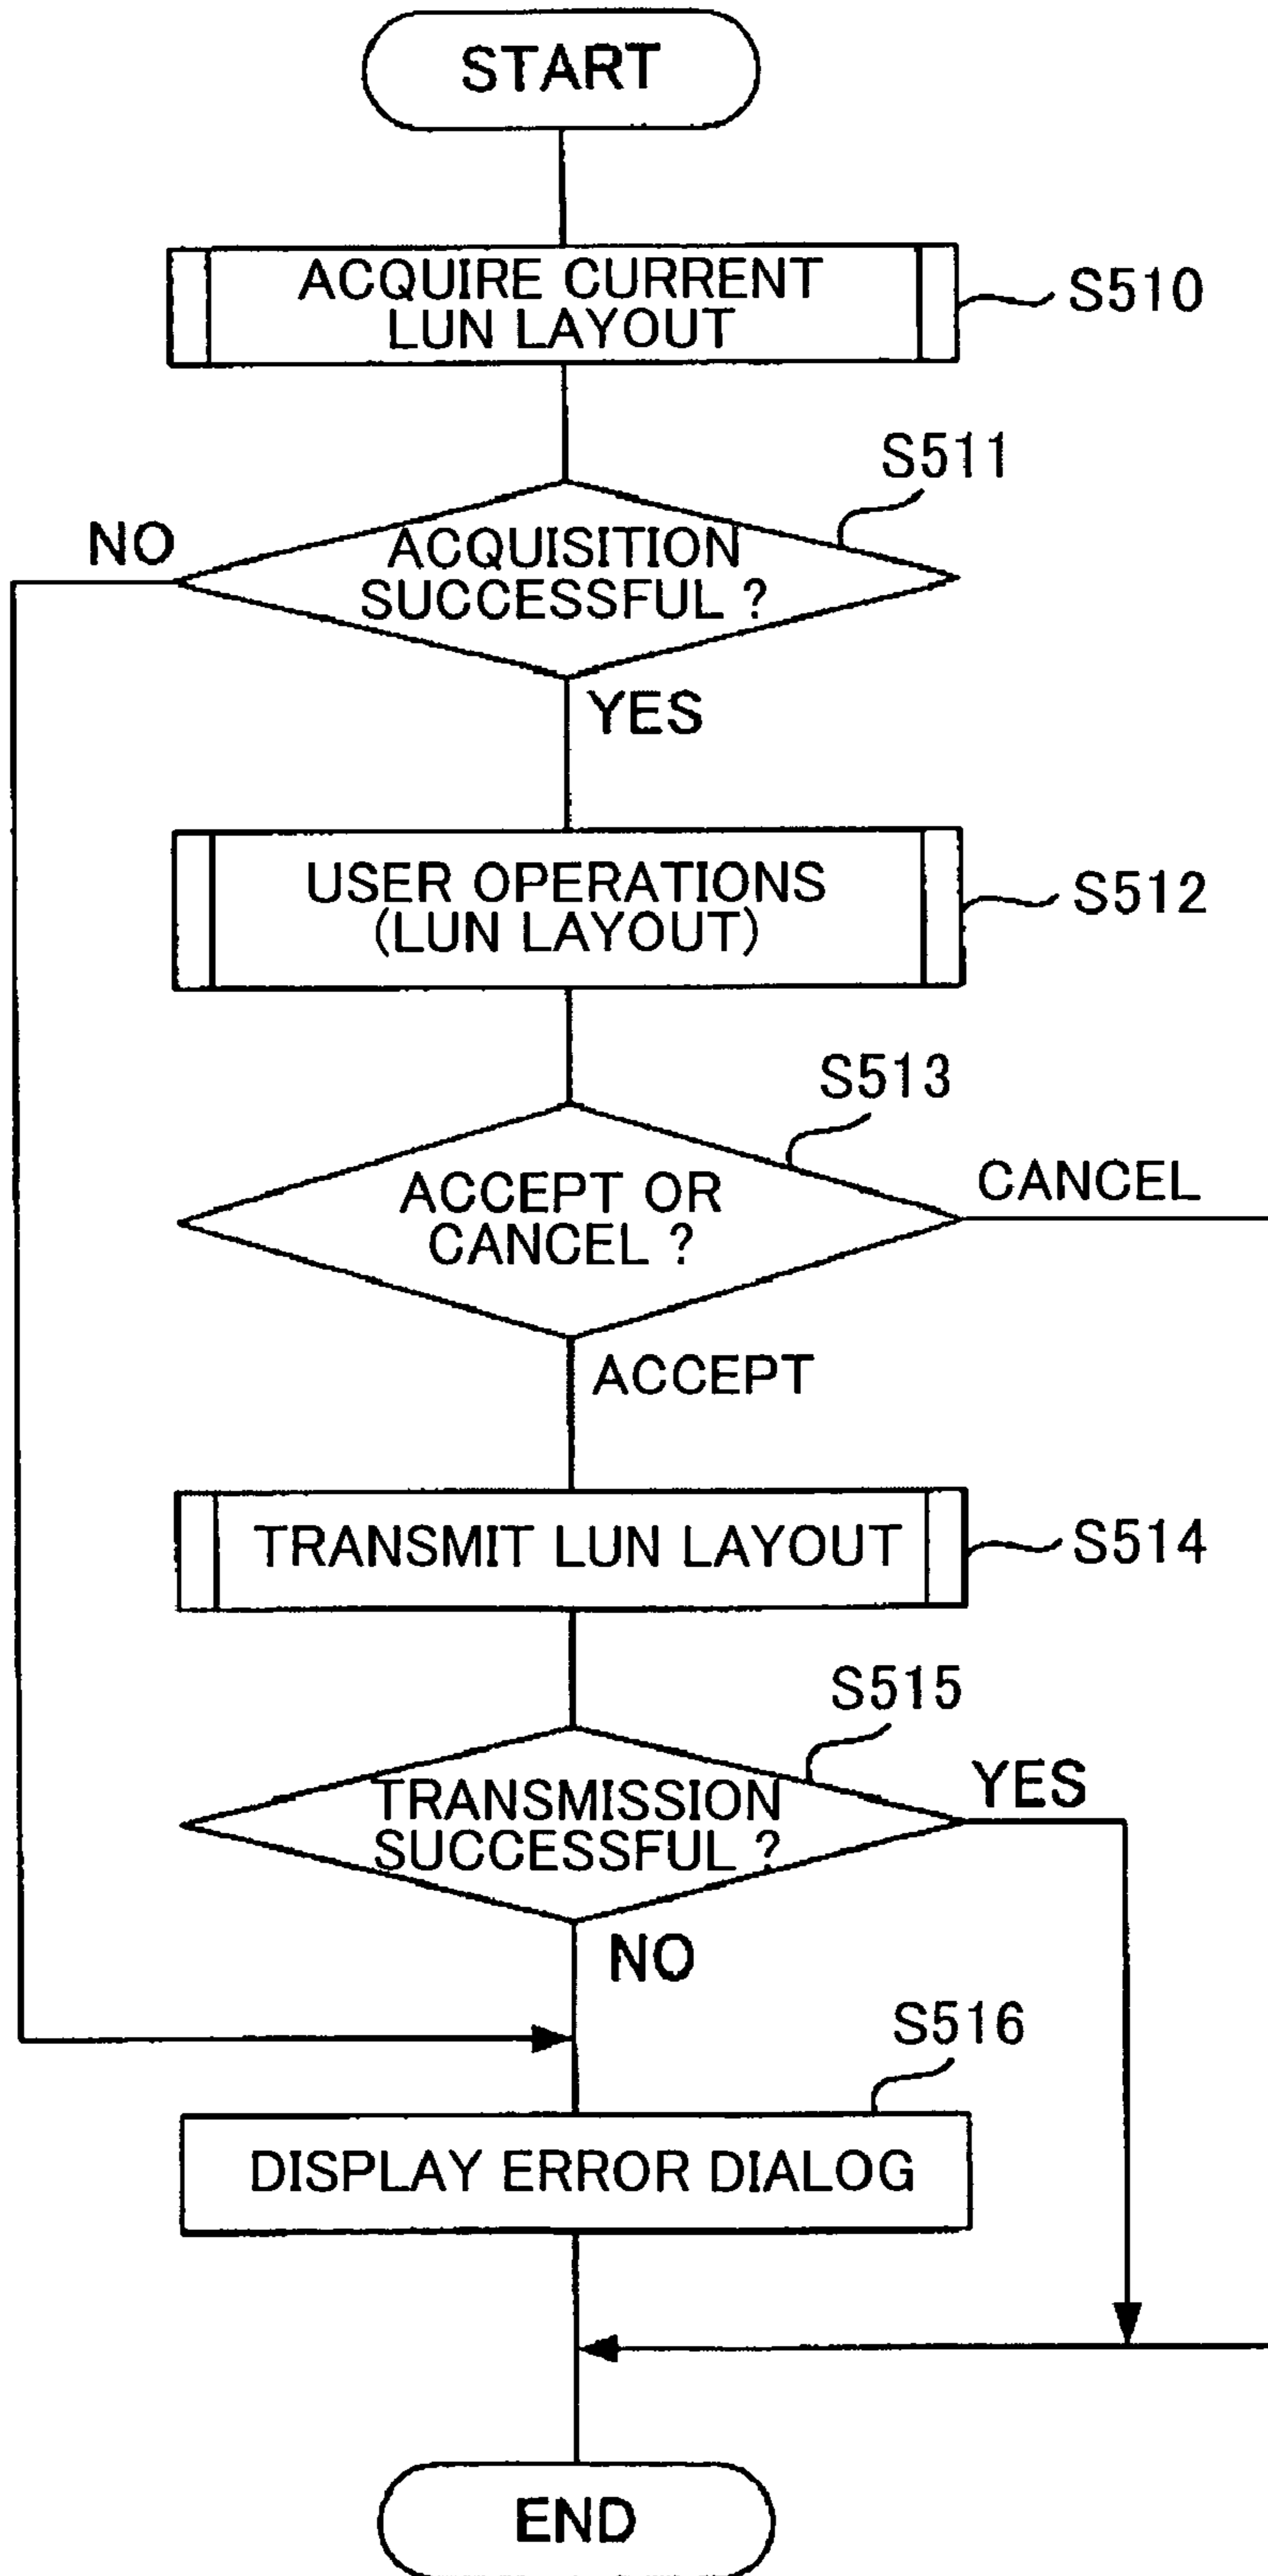 START
ACQUIRE CURRENT
LUN LAYOUT
S510
S511
NO
ACQUISITION
SUCCESSFUL ?
YES
USER OPERATIONS
(LUN LAYOUT)
S512
S513
ACCEPT OR
CANCEL ?
CANCEL
ACCEPT
TRANSMIT LUN LAYOUT
S514
S515
TRANSMISSION
SUCCESSFUL ?
YES
NO
S516
DISPLAY ERROR DIALOG
END